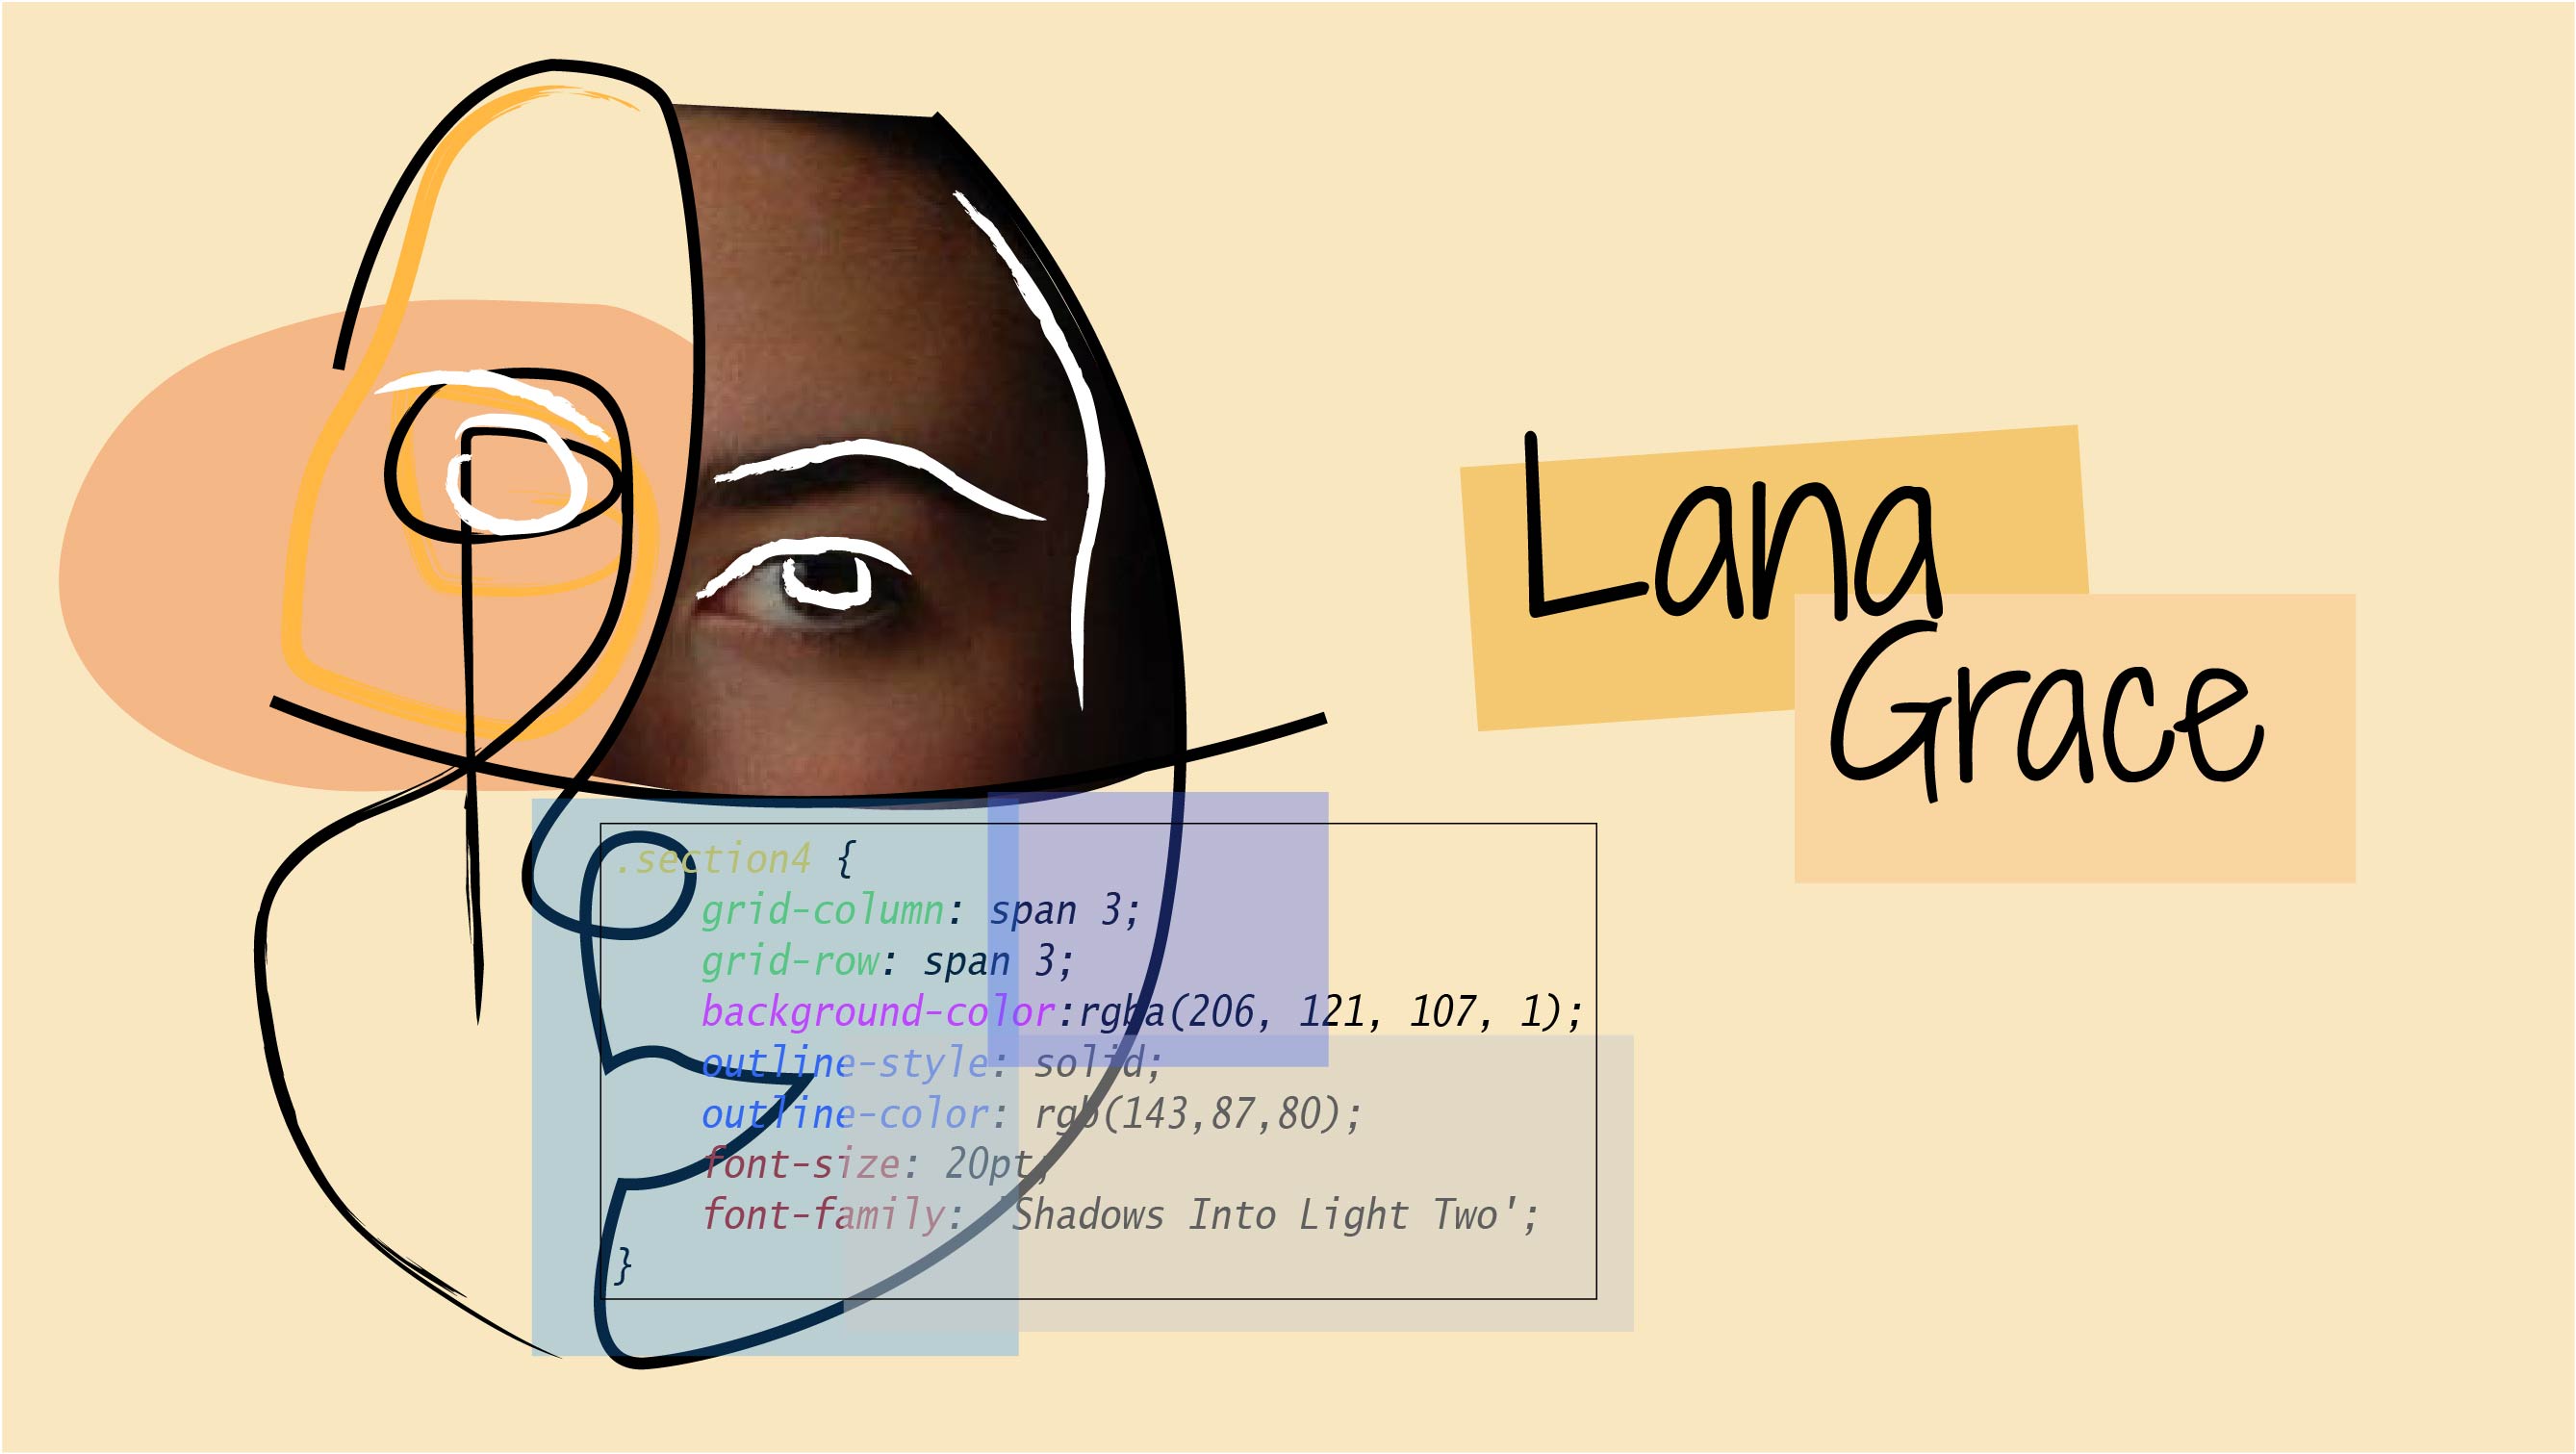 Lana
Grace
.section4 {
grid-column: span 3;
grid-row: span 3;
background-color:rgba(206, 121, 107, 1);
outline-style: solid;
outline-color: rgb(143,87,80);
font-size: 20pt;
font-family: 'Shadows Into Light Two';
}